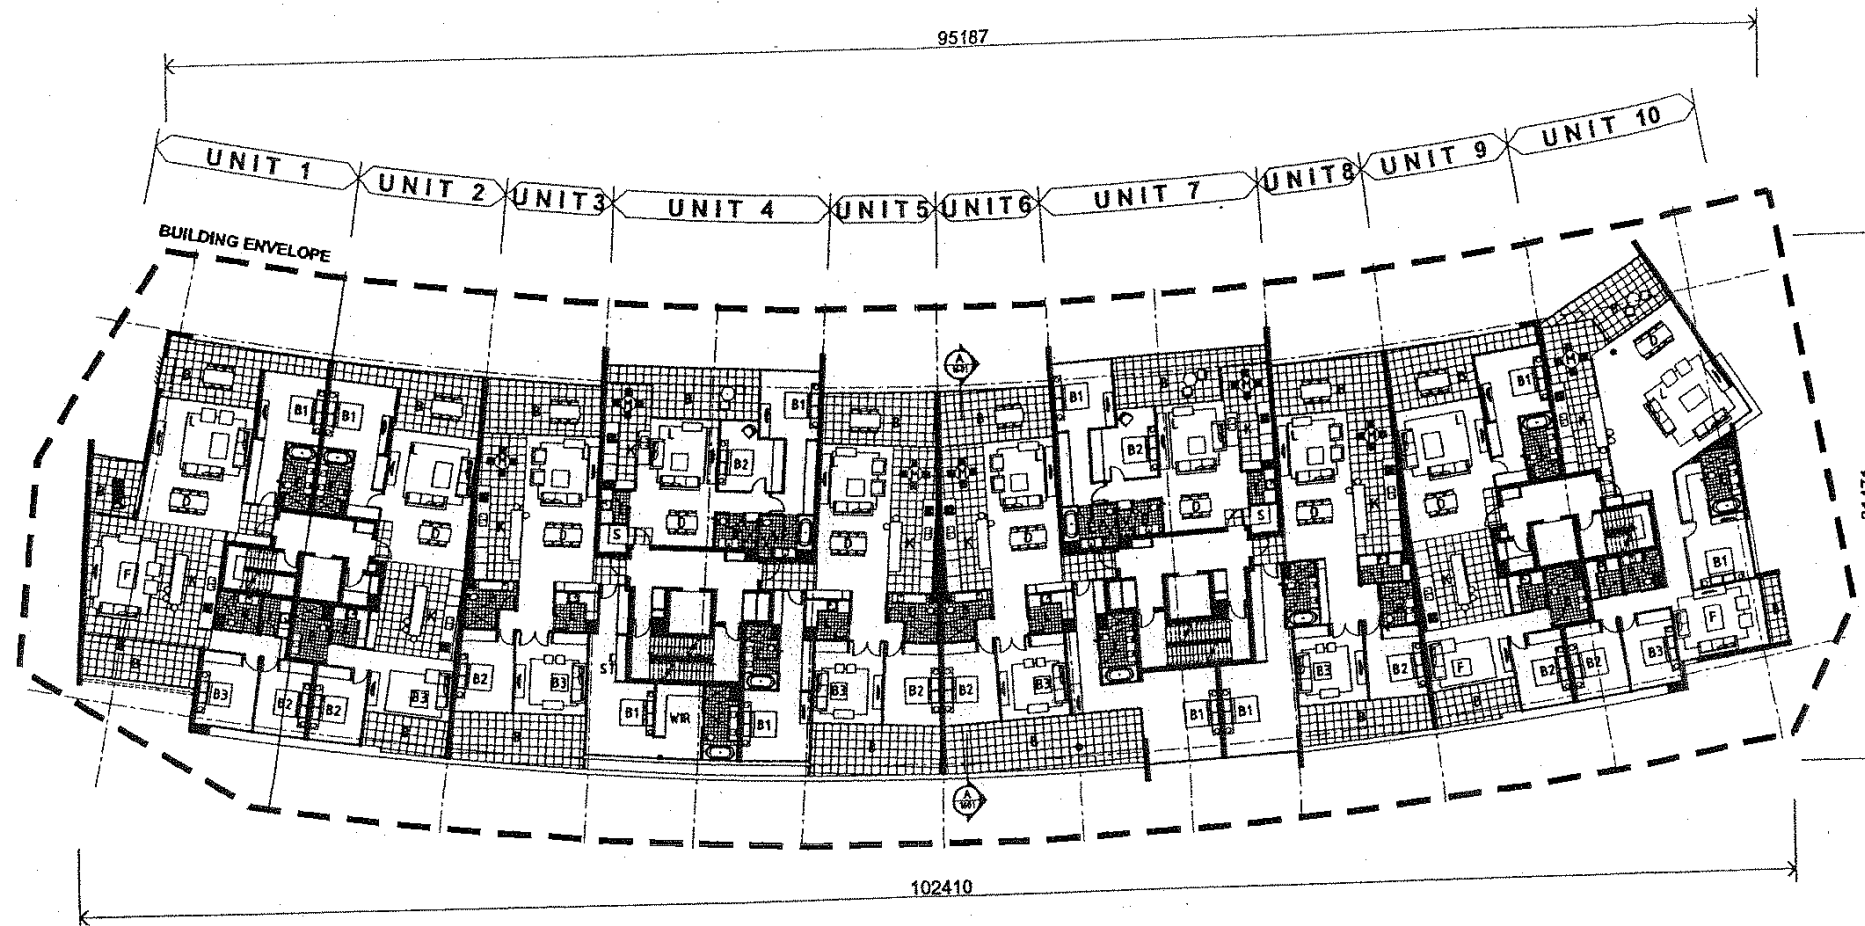 95187
UNIT 1
UNIT 2
UNIT3
UNIT 4
UNIT5
UNIT6
UNIT 7
UNIT8
UNIT 9
UNIT 10
BUILDING ENVELOPE
A
A
B B B B B B B B B B
B1 B1 B1 B1 B1
L L L L L L L L L
M M M M M M M
B2 B2
D D D D D D D D D D
K K K K K K K K K
S S
B
F
B1
F
B
B B3 B2 B2 B3 B
B2 B3 B
ST B1 WIR B1
B3 B2 B2 B3 B B
B1 B1
B3 B2 B
F B B2 B2 B3
A
102410